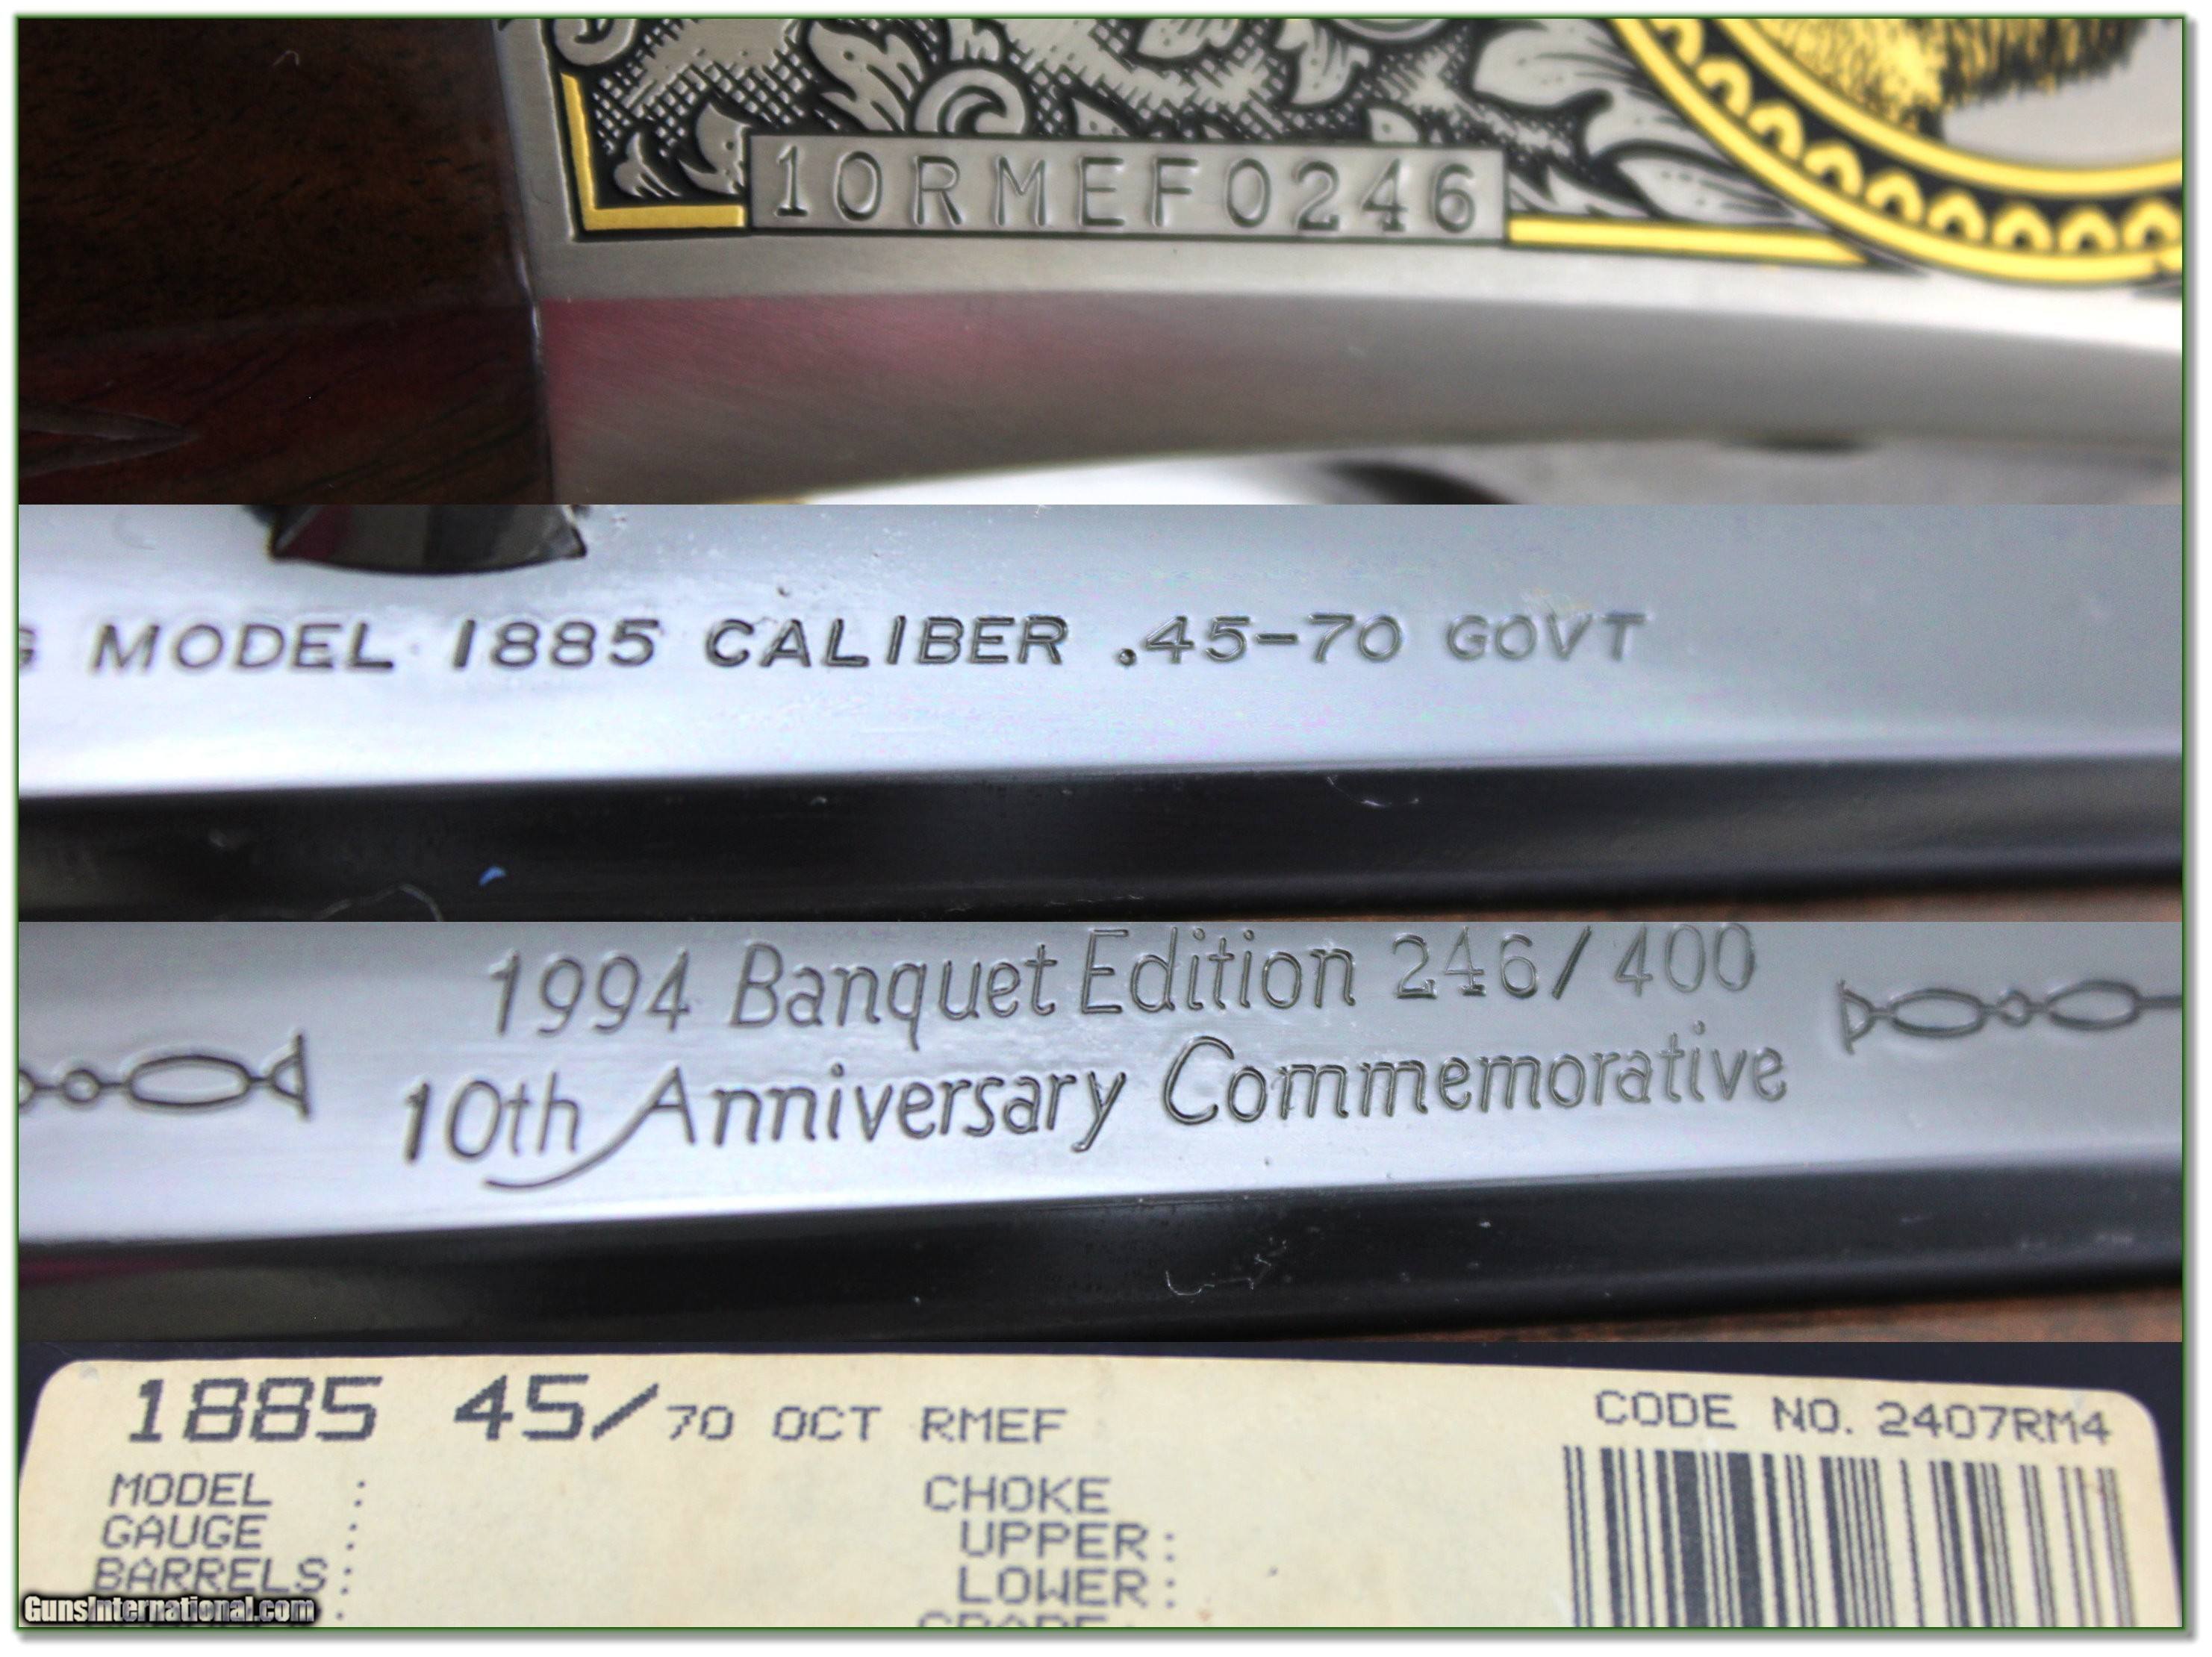 10RMEF0246
G MODEL 1885 CALIBER .45-70 GOVT
1994 Banquet Edition 246/400
10th Anniversary Commemorative
1885 45/70 OCT RMEF
CODE NO. 2407RM4
MODEL :
GAUGE :
BARRELS:
CHOKE
UPPER:
LOWER:
GunsInternational.com